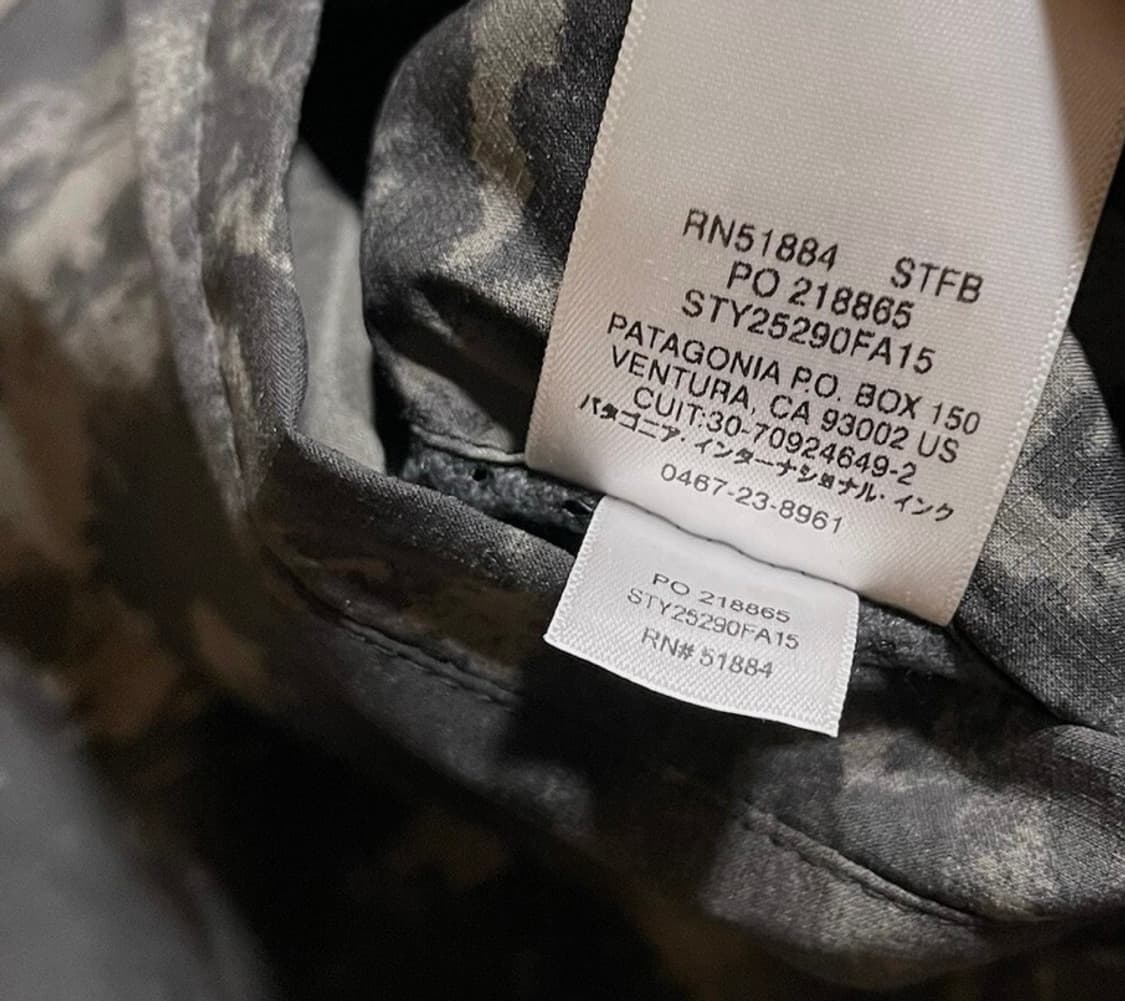 RN51884 STFB
PO 218865
STY25290FA15
PATAGONIA P.O. BOX 150
VENTURA, CA 93002 US
CUIT:30-70924649-2
パタゴニア・インターナショナル・インク
0467-23-8961
PO 218865
STY25290FA15
RN# 51884